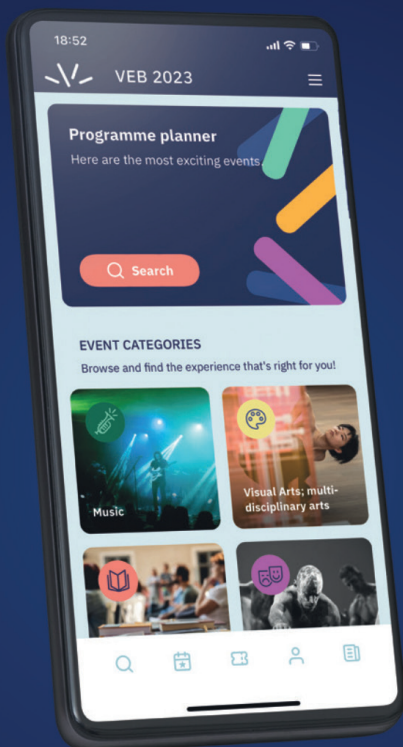 18:52
VEB 2023
Programme planner
Here are the most exciting events.
Search
EVENT CATEGORIES
Browse and find the experience that's right for you!
Music
Visual Arts; multi-
disciplinary arts